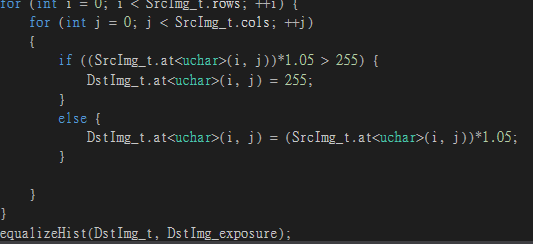 for (int i = 0; i < SrcImg_t.rows; ++i) {
for (int j = 0; j < SrcImg_t.cols; ++j)
{
if ((SrcImg_t.at<uchar>(i, j))*1.05 > 255) {
DstImg_t.at<uchar>(i, j) = 255;
}
else {
DstImg_t.at<uchar>(i, j) = (SrcImg_t.at<uchar>(i, j))*1.05;
}
}
}
equalizeHist(DstImg_t, DstImg_exposure);